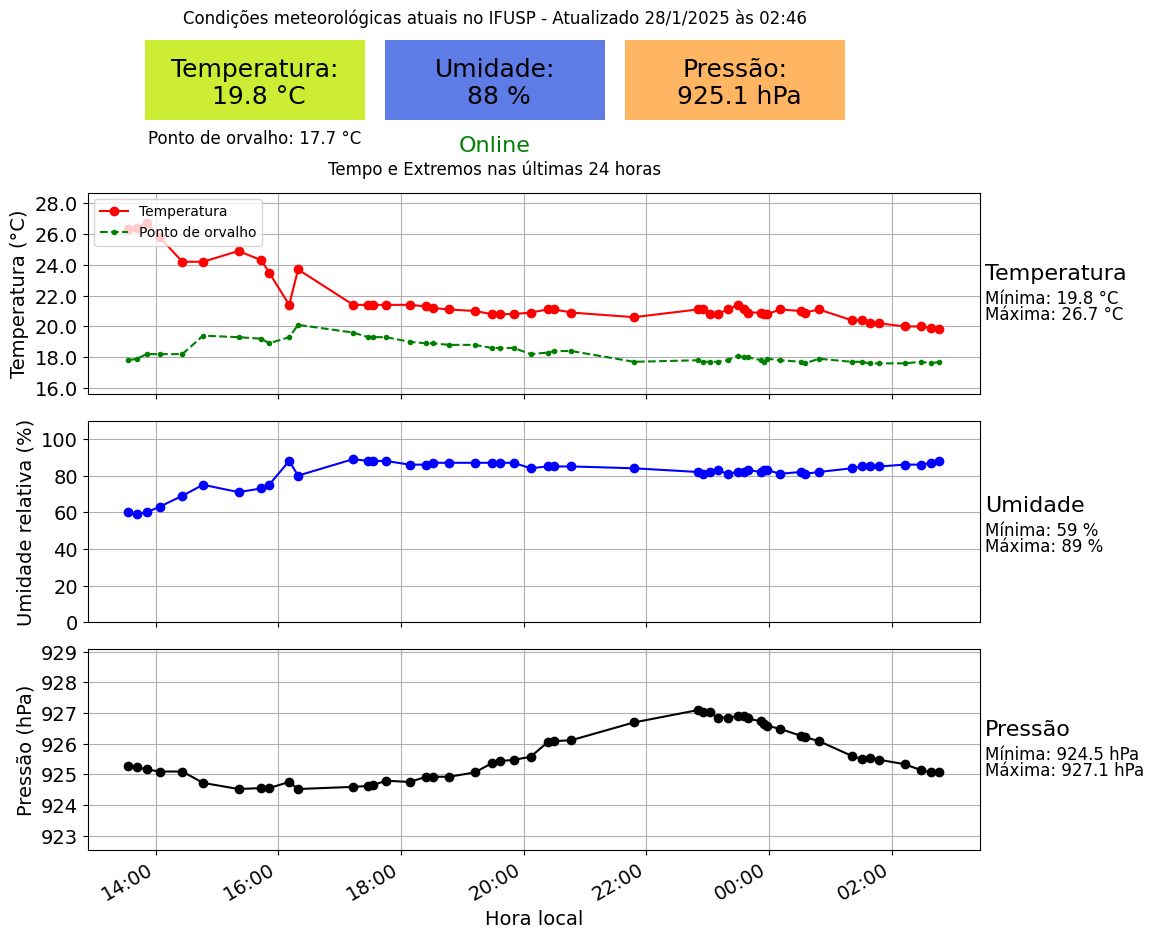 Condições meteorológicas atuais no IFUSP - Atualizado 28/1/2025 às 02:46
Temperatura:
19.8 °C
Umidade:
88 %
Pressão:
925.1 hPa
Ponto de orvalho: 17.7 °C
Online
Tempo e Extremos nas últimas 24 horas
Temperatura (°C)
28.0
26.0
24.0
22.0
20.0
18.0
16.0
Temperatura
Ponto de orvalho
Temperatura
Mínima: 19.8 °C
Máxima: 26.7 °C
Umidade relativa (%)
100
80
60
40
20
0
Umidade
Mínima: 59 %
Máxima: 89 %
Pressão (hPa)
929
928
927
926
925
924
923
Pressão
Mínima: 924.5 hPa
Máxima: 927.1 hPa
14:00
16:00
18:00
20:00
22:00
00:00
02:00
Hora local